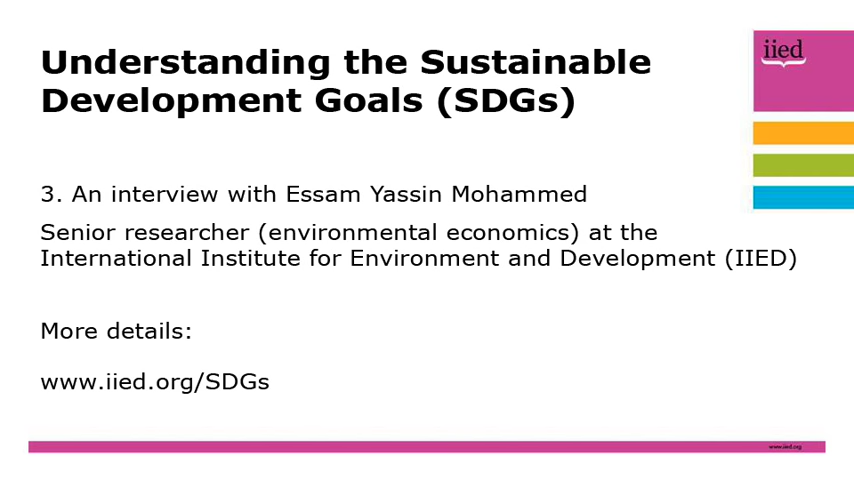 Understanding the Sustainable
Development Goals (SDGs)
iied
3. An interview with Essam Yassin Mohammed
Senior researcher (environmental economics) at the
International Institute for Environment and Development (IIED)
More details:
www.iied.org/SDGs
www.iied.org